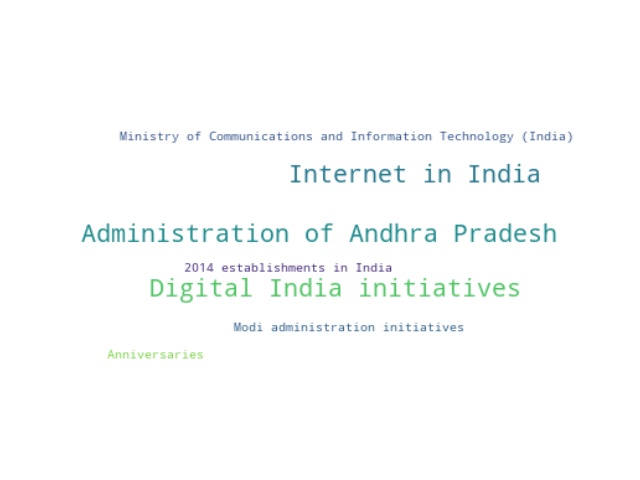 Ministry of Communications and Information Technology (India)
Internet in India
Administration of Andhra Pradesh
2014 establishments in India
Digital India initiatives
Modi administration initiatives
Anniversaries